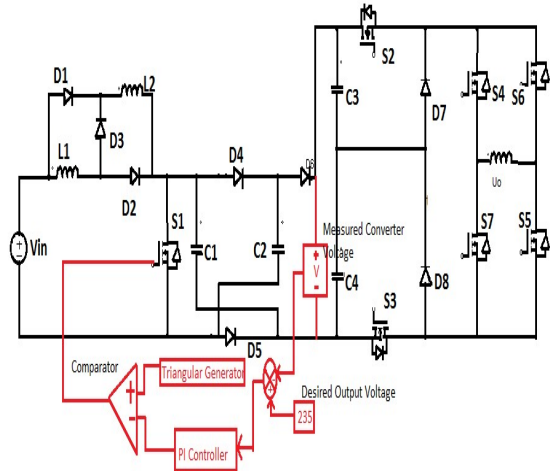 S2
D1
L2
C3
S4
S6
D7
L1
D3
D4
D6
D2
Uo
S1
Measured Converter
Voltage
S7
S5
Vin
C1
C2
V
C4
D8
S3
D5
Comparator
Triangular Generator
Desired Output Voltage
235
PI Controller